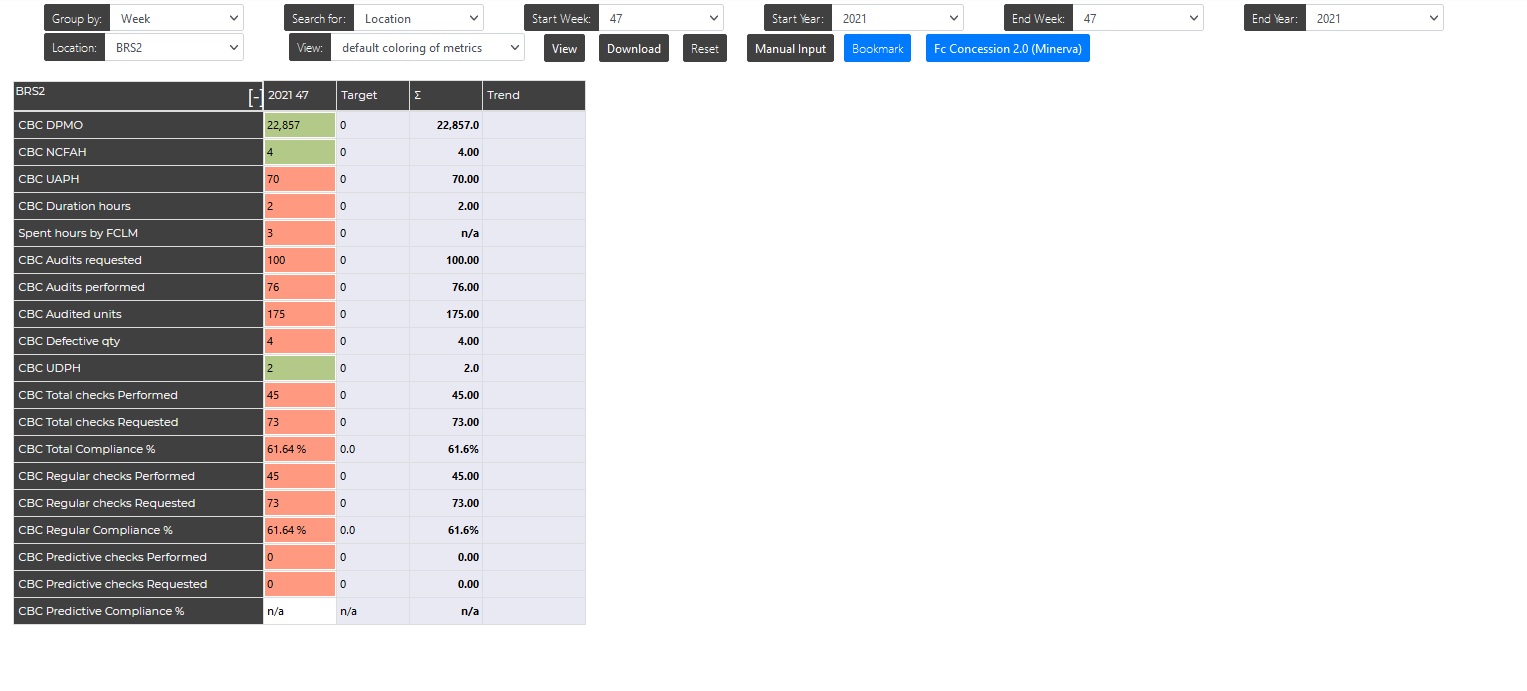 Group by: Week Search for: Location Start Week: 47 Start Year: 2021 End Week: 47 End Year: 2021
Location: BRS2 View: default coloring of metrics View Download Reset Manual Input Bookmark Fc Concession 2.0 (Minerva)
BRS2 [-] 2021 47 Target Σ Trend
CBC DPMO 22,857 0 22,857.0
CBC NCFAH 4 0 4.00
CBC UAPH 70 0 70.00
CBC Duration hours 2 0 2.00
Spent hours by FCLM 3 0 n/a
CBC Audits requested 100 0 100.00
CBC Audits performed 76 0 76.00
CBC Audited units 175 0 175.00
CBC Defective qty 4 0 4.00
CBC UDPH 2 0 2.0
CBC Total checks Performed 45 0 45.00
CBC Total checks Requested 73 0 73.00
CBC Total Compliance % 61.64 % 0.0 61.6%
CBC Regular checks Performed 45 0 45.00
CBC Regular checks Requested 73 0 73.00
CBC Regular Compliance % 61.64 % 0.0 61.6%
CBC Predictive checks Performed 0 0 0.00
CBC Predictive checks Requested 0 0 0.00
CBC Predictive Compliance % n/a n/a n/a